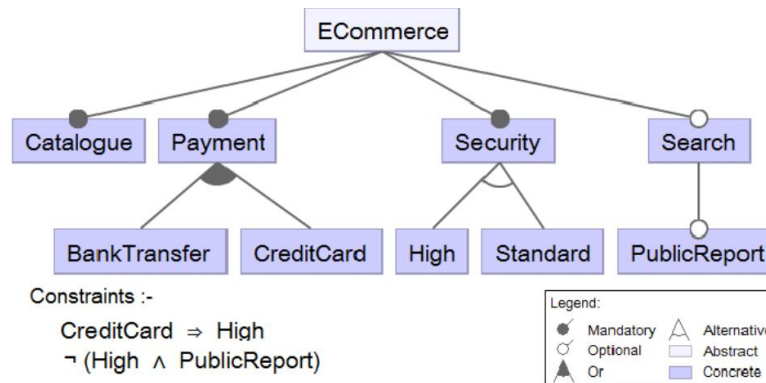 ECommerce
Catalogue Payment Security Search
BankTransfer CreditCard High Standard PublicReport
Constraints :-
CreditCard ⇒ High
¬ (High ∧ PublicReport)
Legend:
Mandatory Alternative
Optional Abstract
Or Concrete